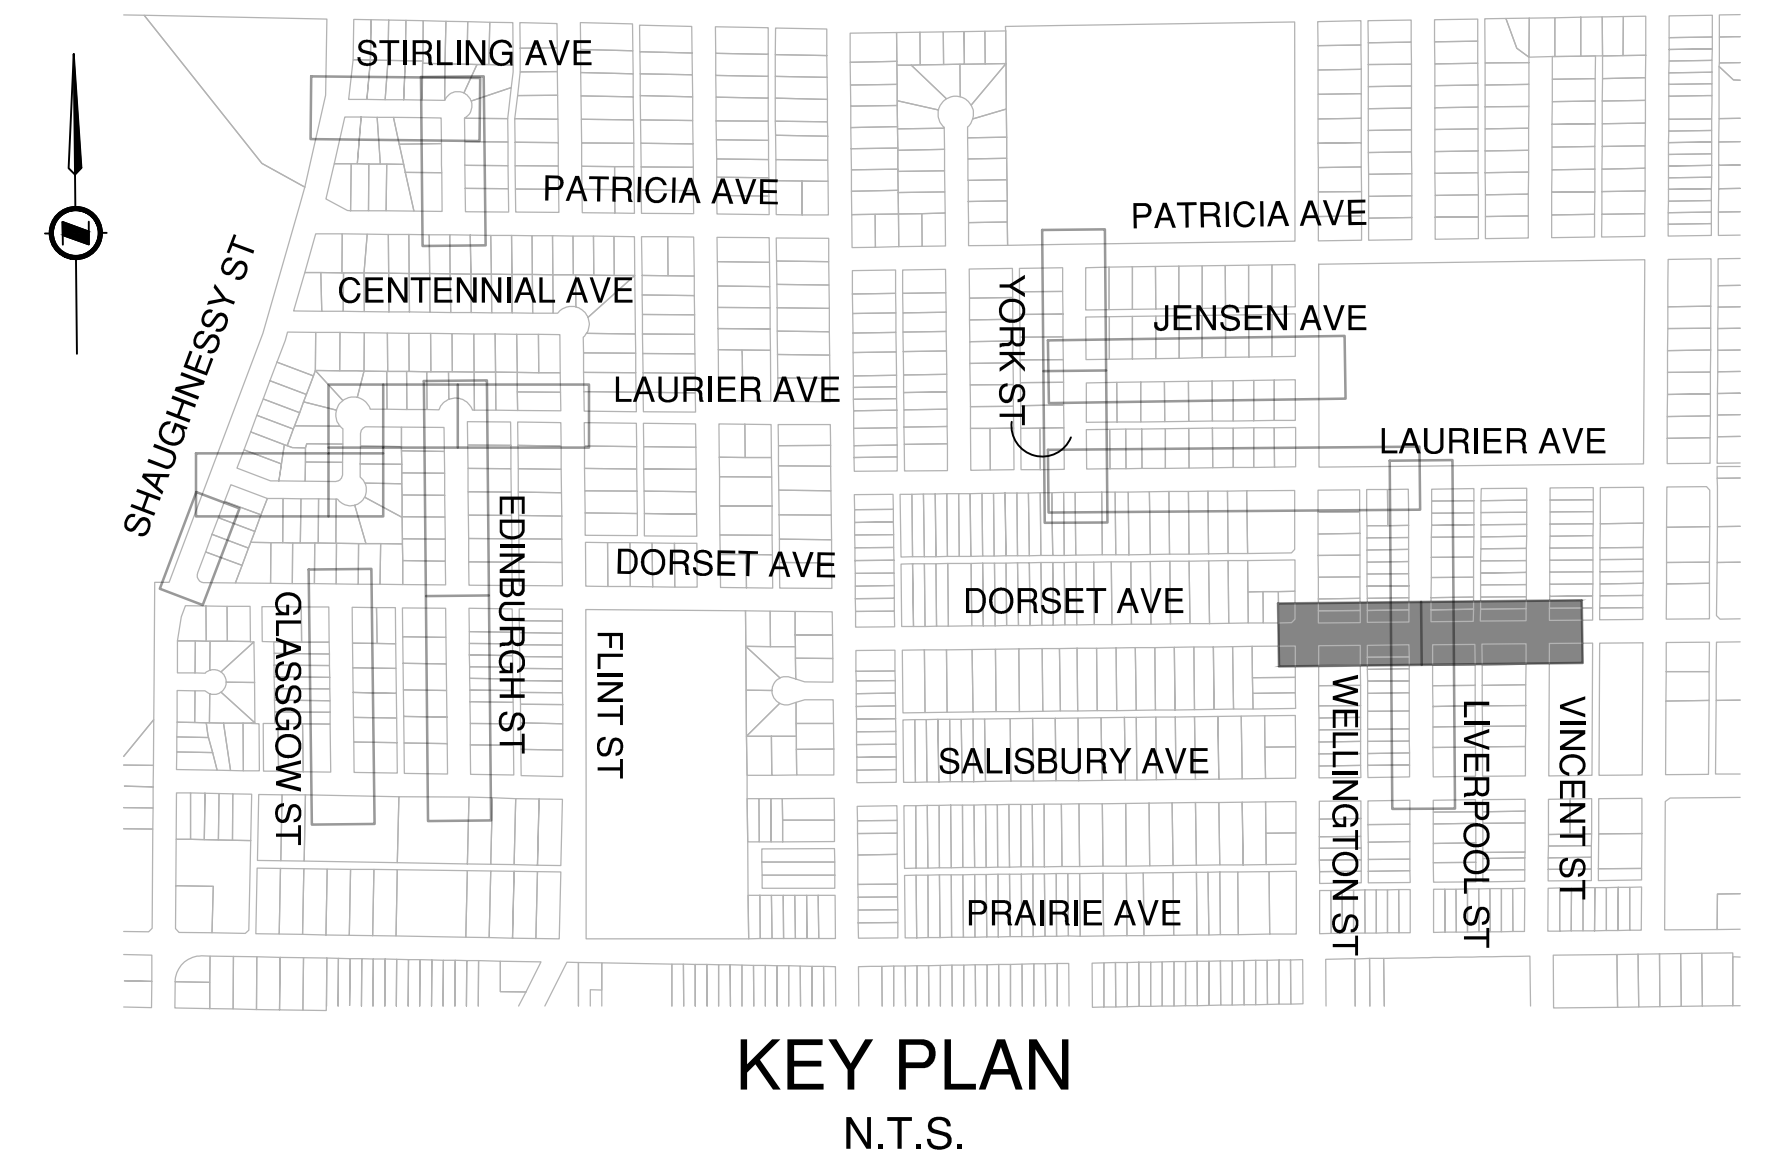 STIRLING AVE
PATRICIA AVE
PATRICIA AVE
SHAUGHNESSY ST
CENTENNIAL AVE
YORK ST
JENSEN AVE
LAURIER AVE
LAURIER AVE
EDINBURGH ST
DORSET AVE
DORSET AVE
GLASSGOW ST
FLINT ST
WELLINGTON ST
LIVERPOOL ST
VINCENT ST
SALISBURY AVE
PRAIRIE AVE
KEY PLAN
N.T.S.